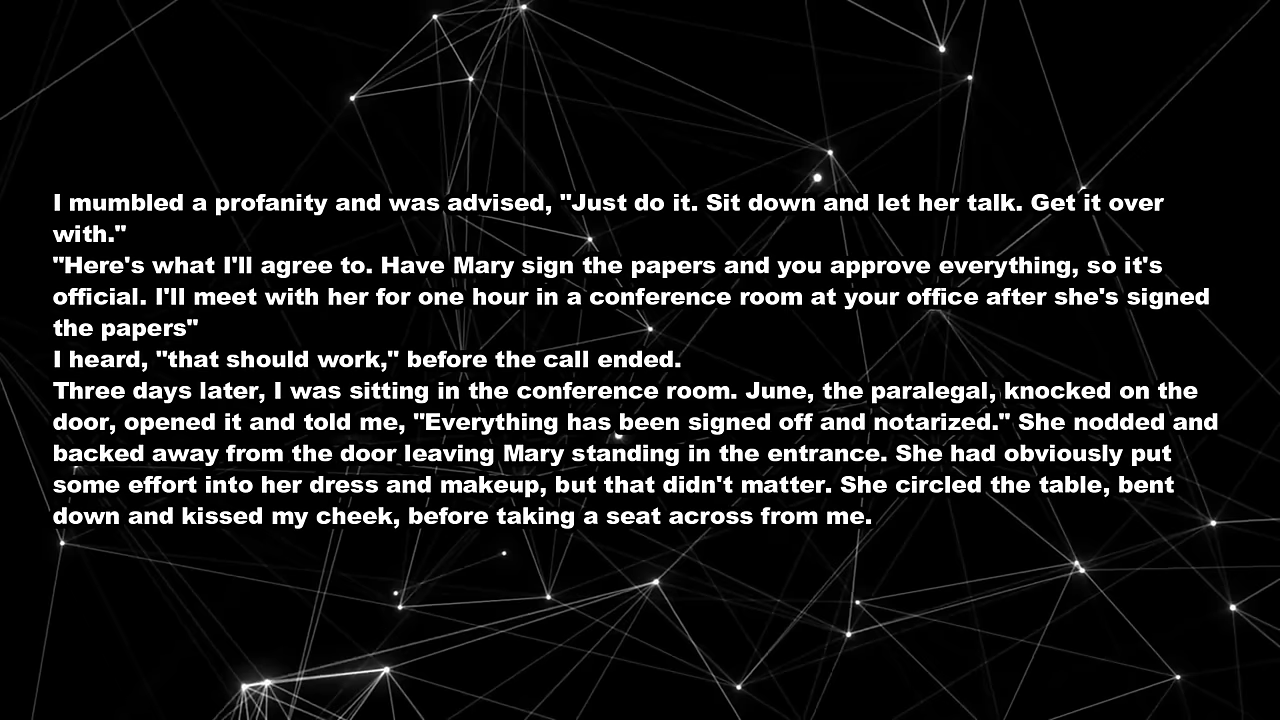 I mumbled a profanity and was advised, "Just do it. Sit down and let her talk. Get it over
with."
"Here's what I'll agree to. Have Mary sign the papers and you approve everything, so it's
official. I'll meet with her for one hour in a conference room at your office after she's signed
the papers"
I heard, "that should work," before the call ended.
Three days later, I was sitting in the conference room. June, the paralegal, knocked on the
door, opened it and told me, "Everything has been signed off and notarized." She nodded and
backed away from the door leaving Mary standing in the entrance. She had obviously put
some effort into her dress and makeup, but that didn't matter. She circled the table, bent
down and kissed my cheek, before taking a seat across from me.